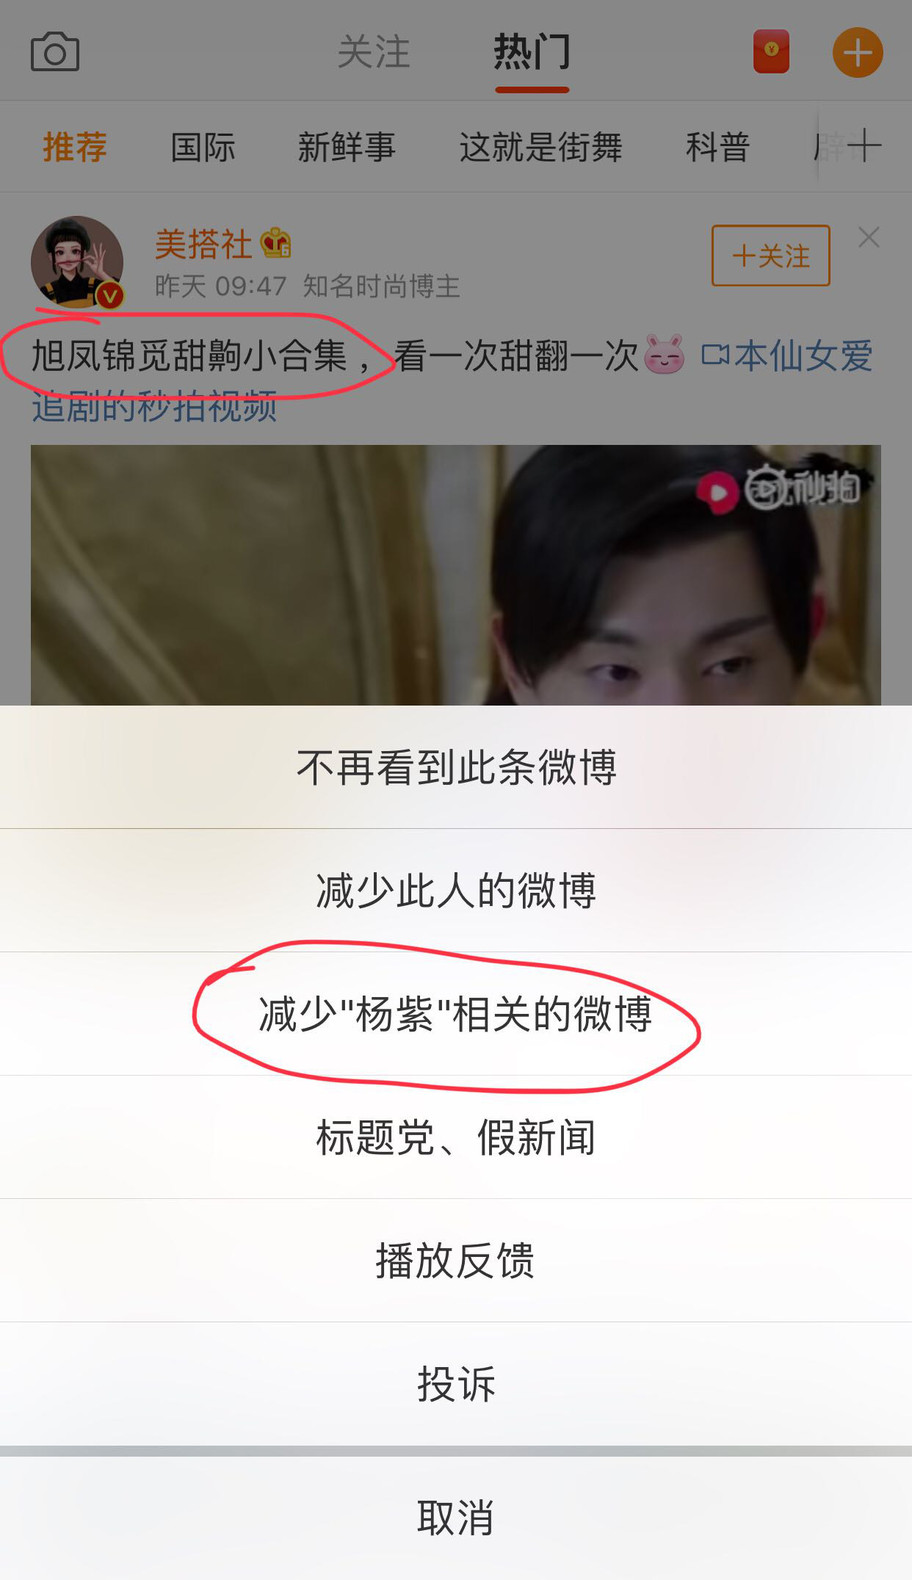 关注 热门
推荐 国际 新鲜事 这就是街舞 科普
美搭社
昨天 09:47 知名时尚博主
+关注
旭凤锦觅甜齁小合集，看一次甜翻一次 本仙女爱
追剧的秒拍视频
秒拍
不再看到此条微博
减少此人的微博
减少"杨紫"相关的微博
标题党、假新闻
播放反馈
投诉
取消